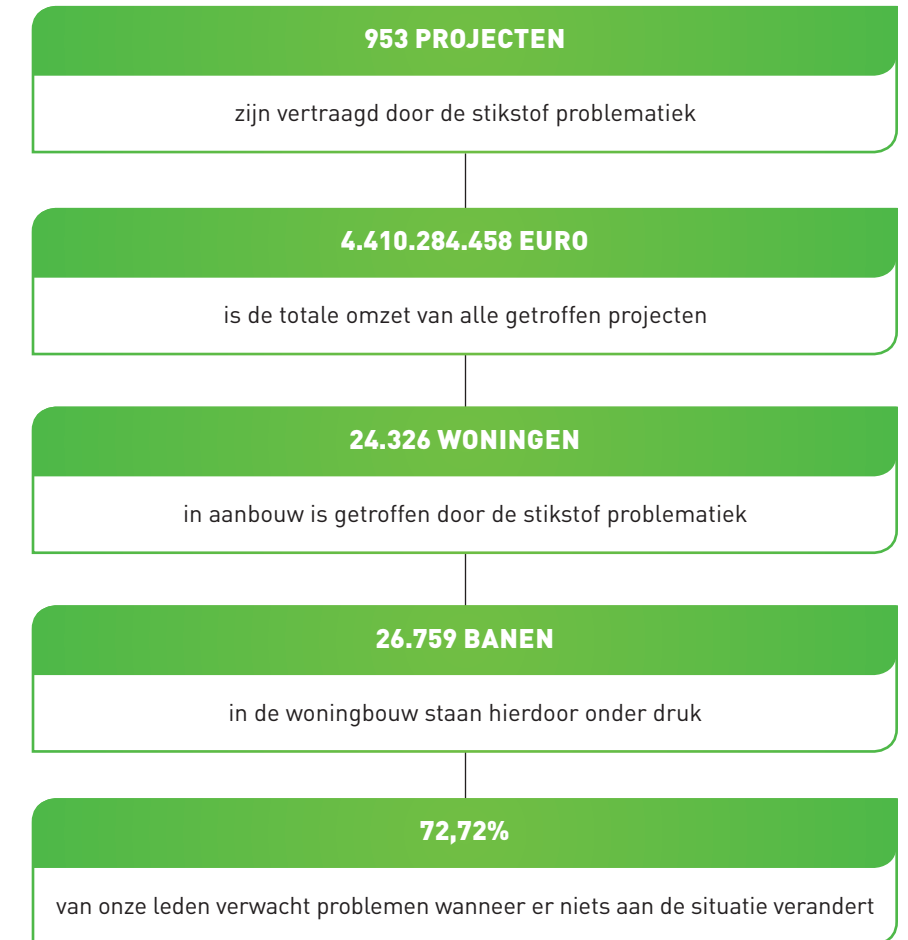 953 PROJECTEN
zijn vertraagd door de stikstof problematiek
4.410.284.458 EURO
is de totale omzet van alle getroffen projecten
24.326 WONINGEN
in aanbouw is getroffen door de stikstof problematiek
26.759 BANEN
in de woningbouw staan hierdoor onder druk
72,72%
van onze leden verwacht problemen wanneer er niets aan de situatie verandert